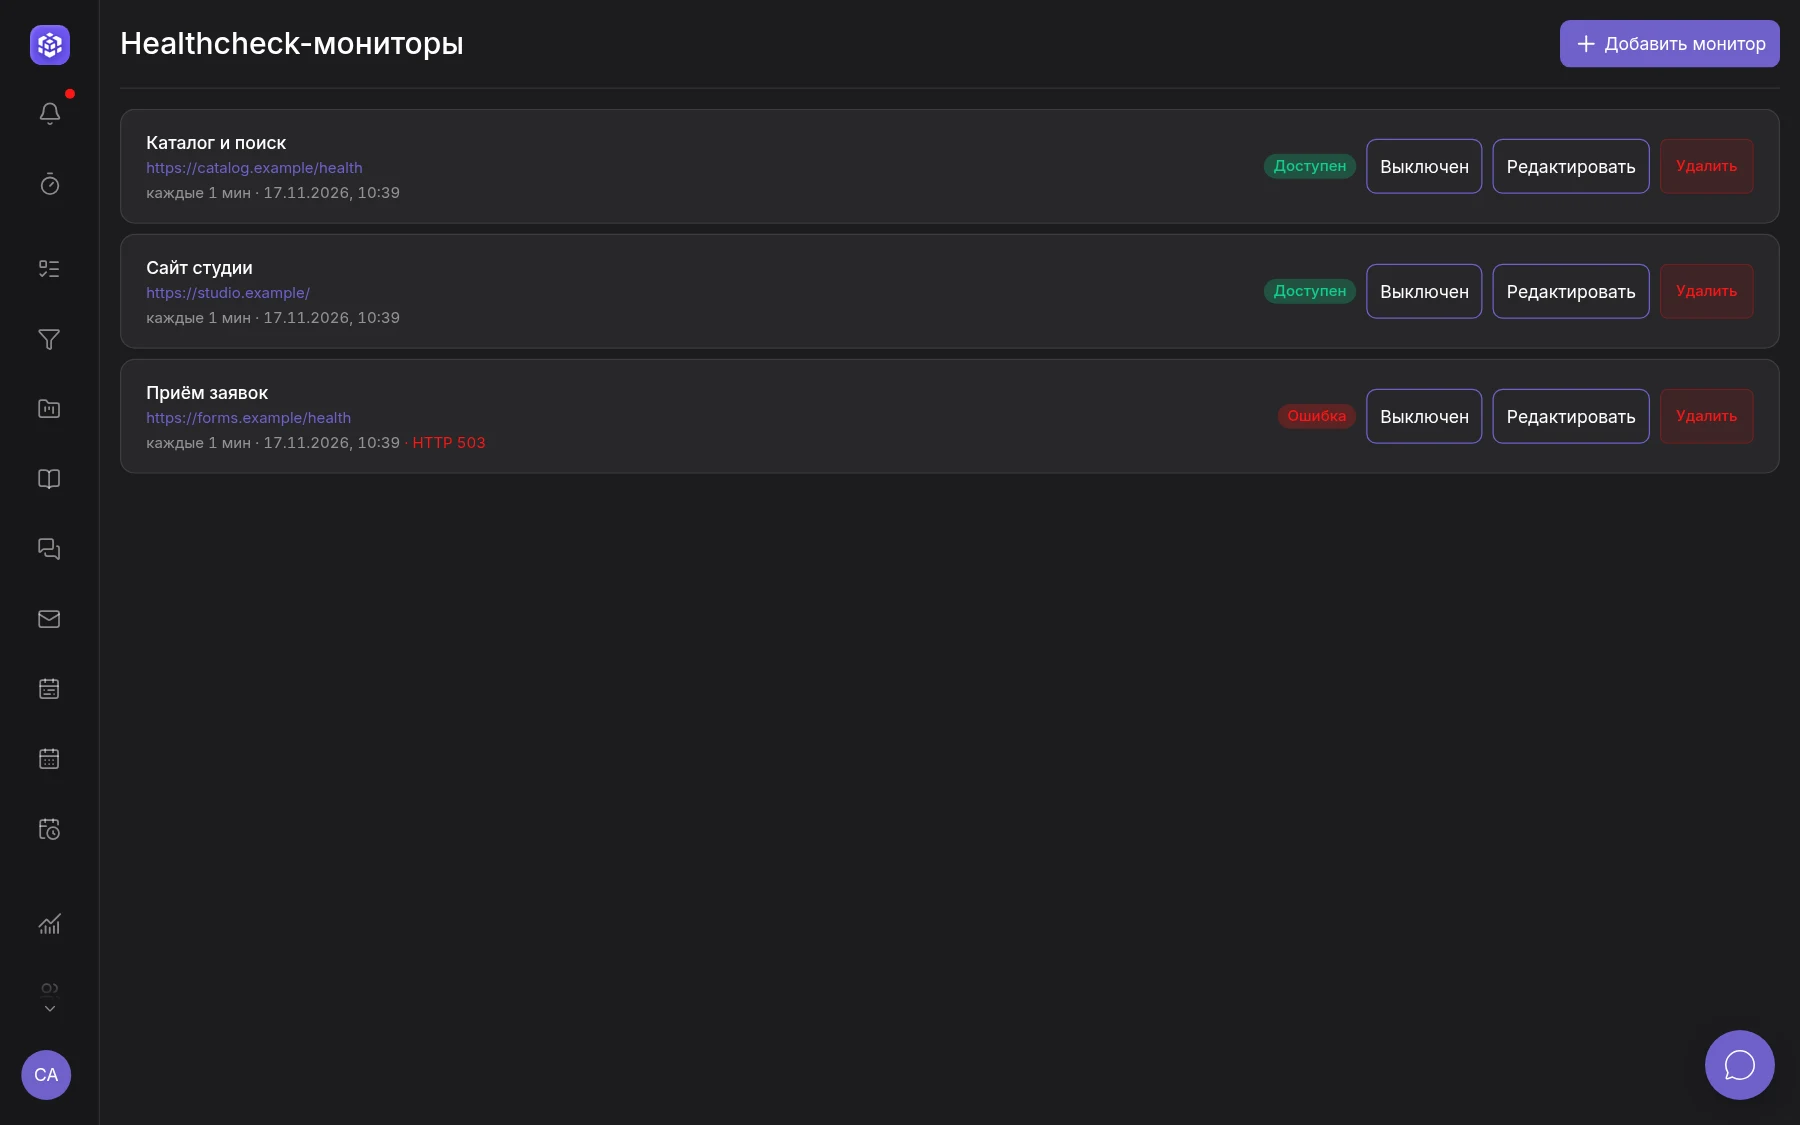 Healthcheck-мониторы
Добавить монитор
Каталог и поиск
https://catalog.example/health
каждые 1 мин · 17.11.2026, 10:39
Доступен
Выключен
Редактировать
Удалить
Сайт студии
https://studio.example/
каждые 1 мин · 17.11.2026, 10:39
Доступен
Выключен
Редактировать
Удалить
Приём заявок
https://forms.example/health
каждые 1 мин · 17.11.2026, 10:39 · HTTP 503
Ошибка
Выключен
Редактировать
Удалить
CA